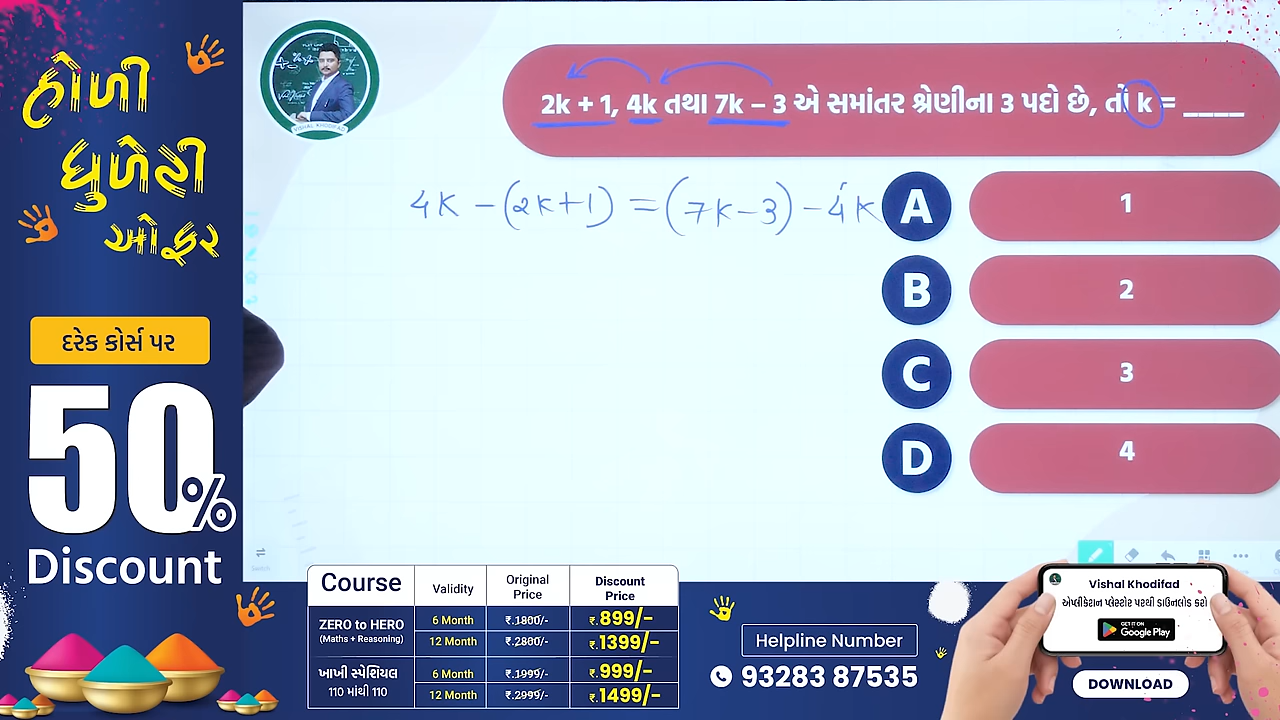 હોળી
ધુળેટી
ઓફર
દરેક કોર્સ પર
50%
Discount
VISHAL KHODIFAD
2k + 1, 4k તથા 7k – 3 એ સમાંતર શ્રેણીના 3 પદો છે, તો k = ____
4K - (2K+1) = (7K-3) - 4K
A 1
B 2
C 3
D 4
Course Validity Original Price Discount Price
ZERO to HERO (Maths + Reasoning) 6 Month ₹.1800/- ₹.899/-
12 Month ₹.2800/- ₹.1399/-
ખાખી સ્પેશિયલ 110 માંથી 110 6 Month ₹.1999/- ₹.999/-
12 Month ₹.2999/- ₹.1499/-
Helpline Number
93283 87535
Vishal Khodifad
એપ્લીકેશન પ્લેસ્ટોર પરથી ડાઉનલોડ કરો
GET IT ON
Google Play
DOWNLOAD